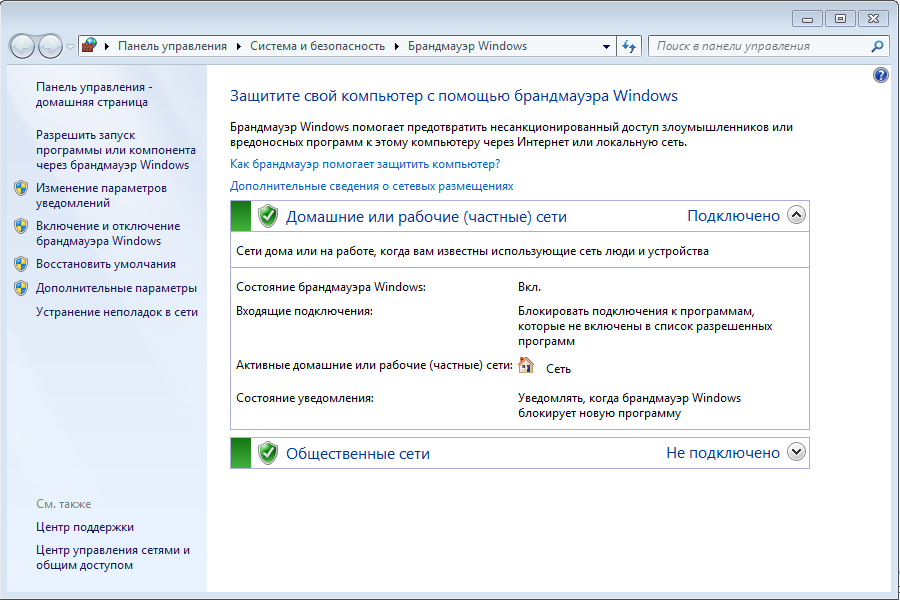 Панель управления
Система и безопасность
Брандмауэр Windows
Поиск в панели управления
Панель управления -
домашняя страница
Разрешить запуск
программы или компонента
через брандмауэр Windows
Изменение параметров
уведомлений
Включение и отключение
брандмауэра Windows
Восстановить умолчания
Дополнительные параметры
Устранение неполадок в сети
См. также
Центр поддержки
Центр управления сетями и
общим доступом
Защитите свой компьютер с помощью брандмауэра Windows
Брандмауэр Windows помогает предотвратить несанкционированный доступ злоумышленников или
вредоносных программ к этому компьютеру через Интернет или локальную сеть.
Как брандмауэр помогает защитить компьютер?
Дополнительные сведения о сетевых размещениях
Домашние или рабочие (частные) сети Подключено
Сети дома или на работе, когда вам известны использующие сеть люди и устройства
Состояние брандмауэра Windows: Вкл.
Входящие подключения: Блокировать подключения к программам,
которые не включены в список разрешенных
программ
Активные домашние или рабочие (частные) сети: Сеть
Состояние уведомления: Уведомлять, когда брандмауэр Windows
блокирует новую программу
Общественные сети Не подключено